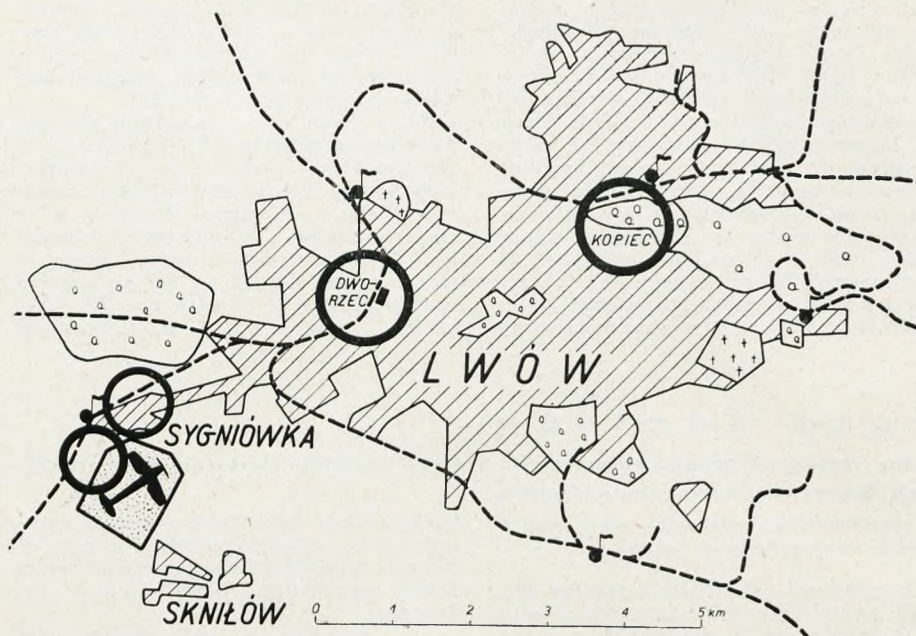 KOPIEC
DWO-
RZEC
LWÓW
SYGNIÓWKA
SKNIŁÓW
0 1 2 3 4 5 km